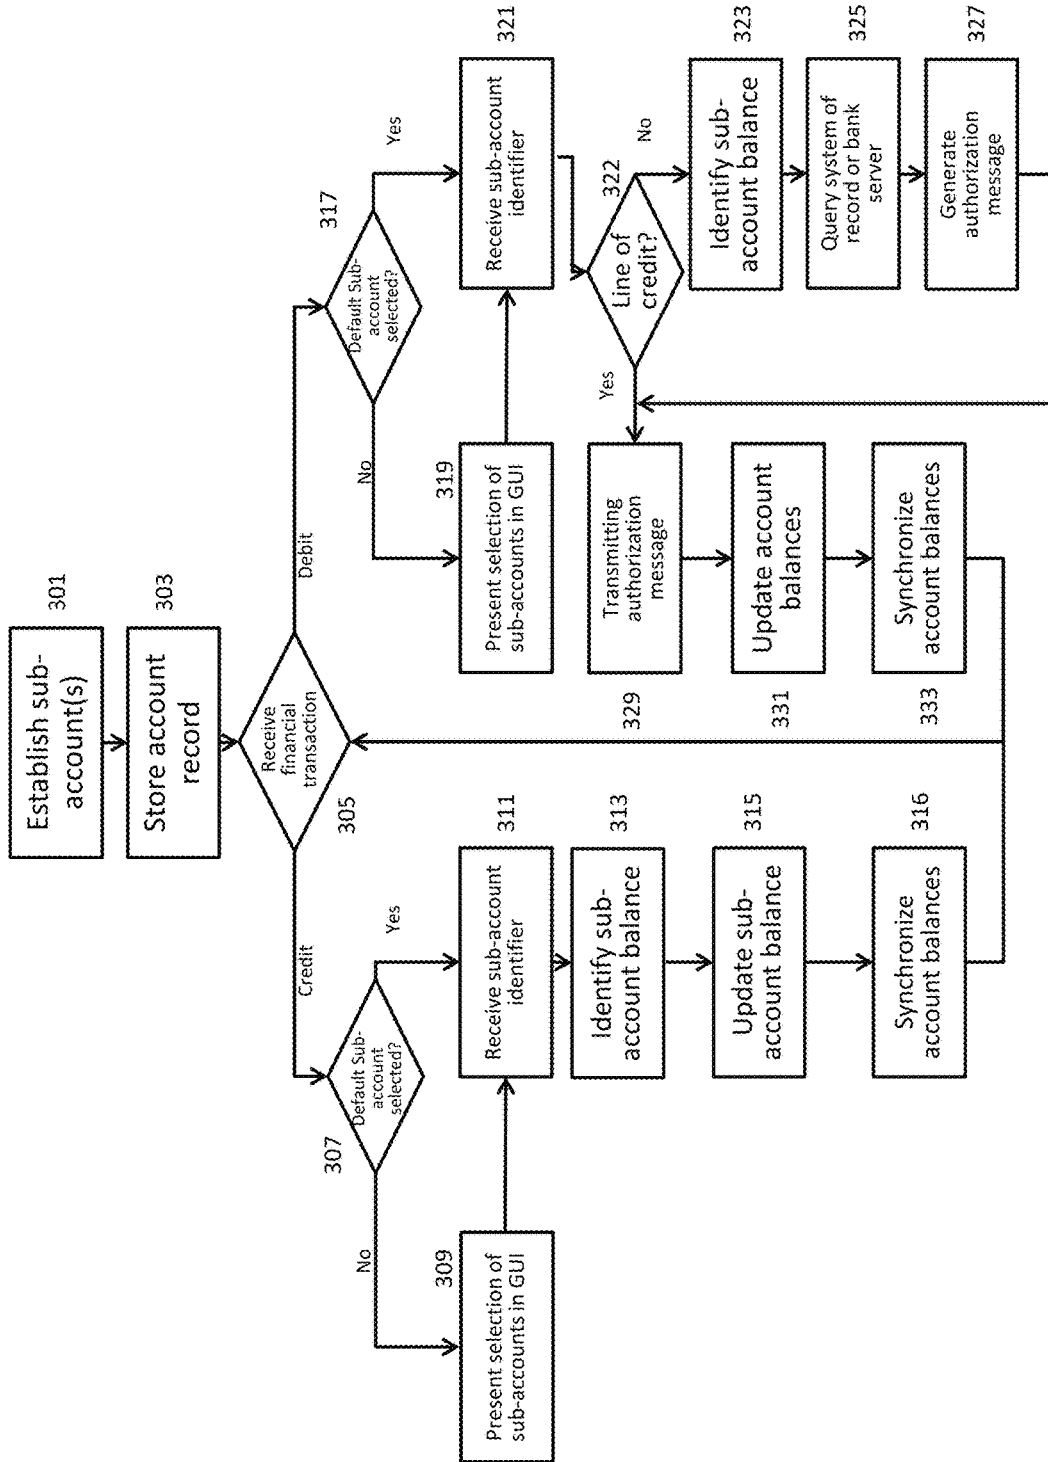 301
Establish sub-
account(s)
303
Store account
record
Receive
financial
transaction
305
Credit
Debit
307
Default Sub-
account
selected?
No
Yes
309
Present selection of
sub-accounts in GUI
311
Receive sub-account
identifier
313
Identify sub-
account balance
315
Update sub-
account balance
316
Synchronize
account balances
317
Default Sub-
account
selected?
No
Yes
319
Present selection of
sub-accounts in GUI
321
Receive sub-account
identifier
322
Line of
credit?
Yes
No
323
Identify sub-
account balance
325
Query system of
record or bank
server
327
Generate
authorization
message
Transmitting
authorization
message
329
Update account
balances
331
Synchronize
account balances
333